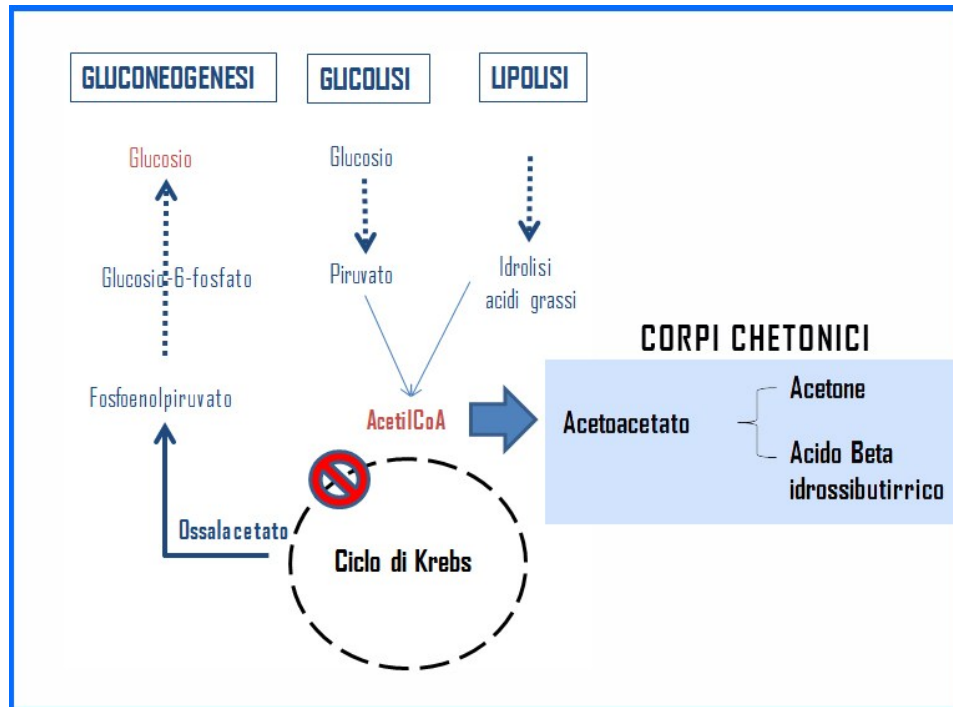 GLUCONEOGENESI
GLICOLISI
LIPOLISI
Glucosio
Glucosio
Glucosio-6-fosfato
Piruvato
Idrolisi
acidi grassi
CORPI CHETONICI
Fosfoenolpiruvato
AcetilCoA
Acetoacetato
Acetone
Acido Beta
idrossibutirrico
Ossalacetato
Ciclo di Krebs